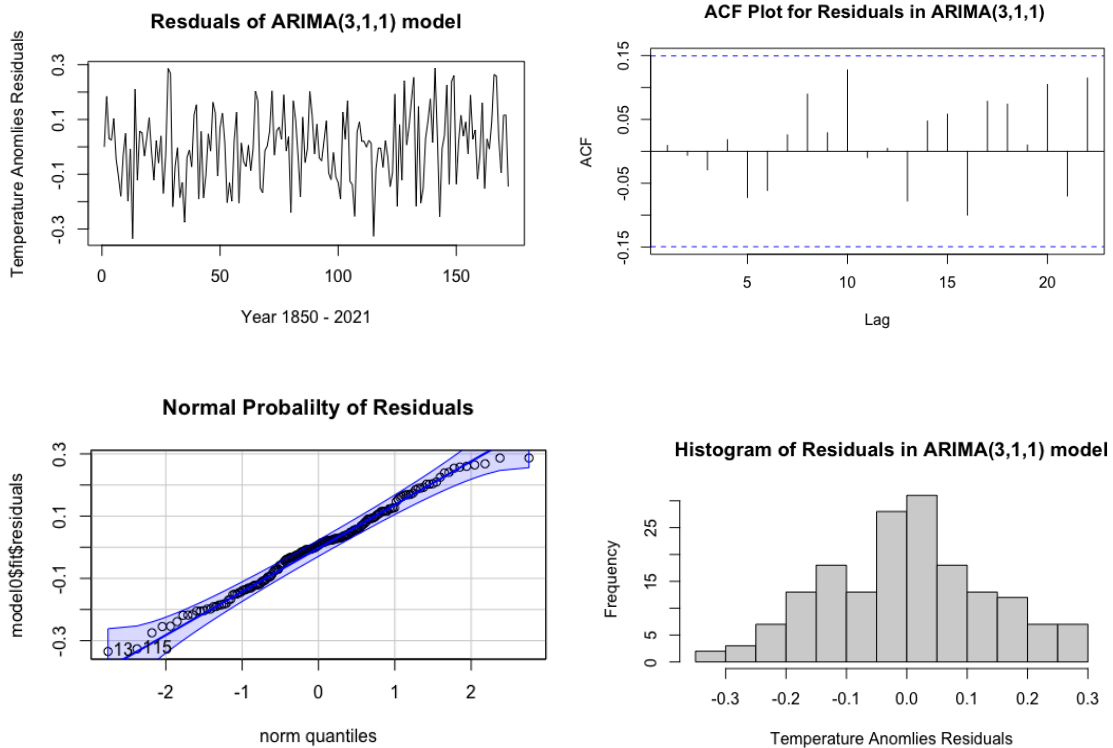 Resduals of ARIMA(3,1,1) model
Temperature Anomlies Residuals
0.3
0.1
-0.1
-0.3
0 50 100 150
Year 1850 - 2021
ACF Plot for Residuals in ARIMA(3,1,1)
ACF
0.15
0.05
-0.05
-0.15
5 10 15 20
Lag
Normal Probalilty of Residuals
model0$fit$residuals
0.3
0.1
-0.1
-0.3
13 115
-2 -1 0 1 2
norm quantiles
Histogram of Residuals in ARIMA(3,1,1) model
Frequency
25
15
5
0
-0.3 -0.2 -0.1 0.0 0.1 0.2 0.3
Temperature Anomlies Residuals